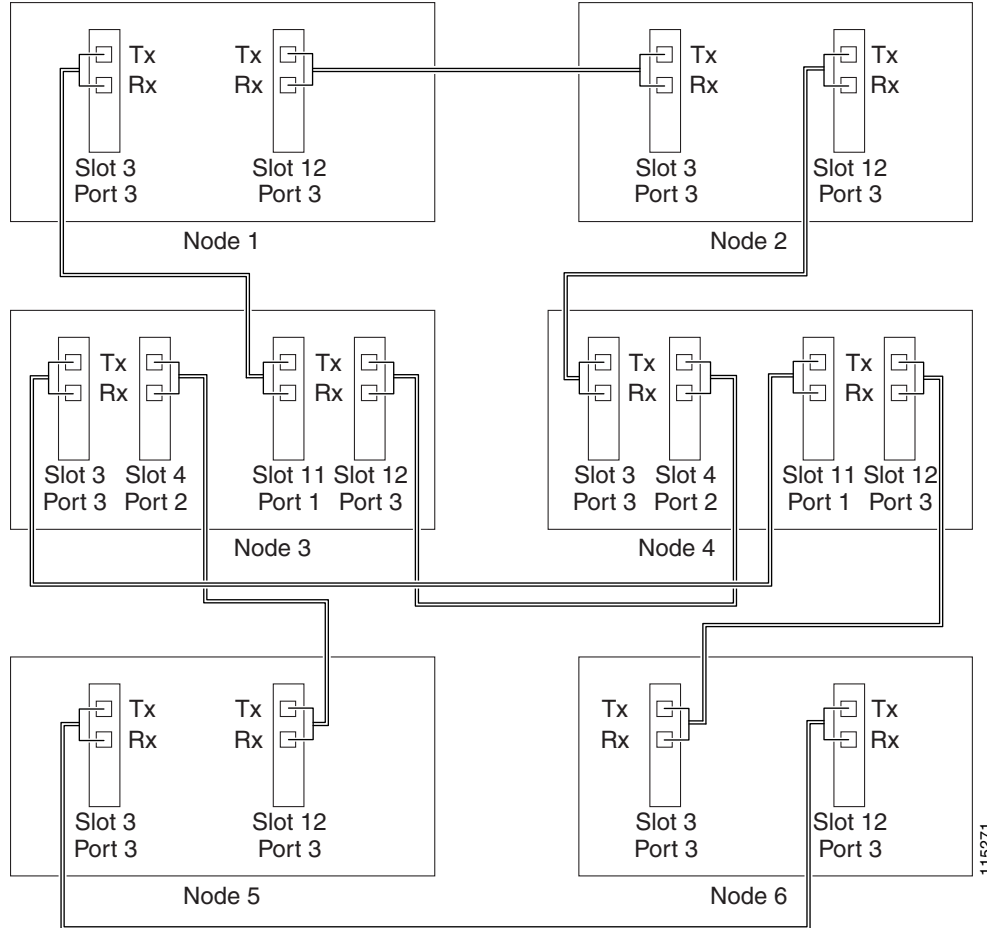 Tx Tx Tx Tx
Rx Rx Rx Rx
Slot 3 Slot 12 Slot 3 Slot 12
Port 3 Port 3 Port 3 Port 3
Node 1 Node 2
Tx Tx Tx Tx
Rx Rx Rx Rx
Slot 3 Slot 4 Slot 11 Slot 12 Slot 3 Slot 4 Slot 11 Slot 12
Port 3 Port 2 Port 1 Port 3 Port 3 Port 2 Port 1 Port 3
Node 3 Node 4
Tx Tx Tx Tx
Rx Rx Rx Rx
Slot 3 Slot 12 Slot 3 Slot 12
Port 3 Port 3 Port 3 Port 3
Node 5 Node 6
115271